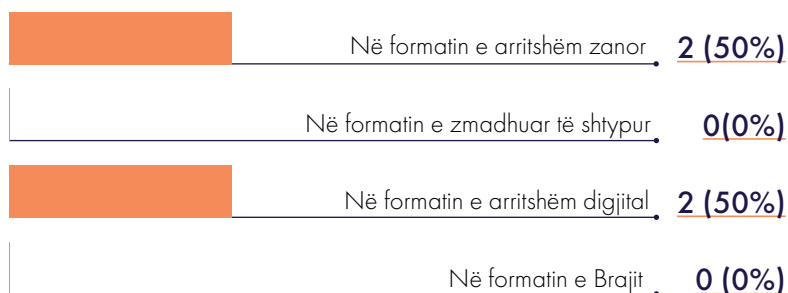 Në formatin e arritshëm zanor 2 (50%)
Në formatin e zmadhuar të shtypur 0(0%)
Në formatin e arritshëm digjital 2 (50%)
Në formatin e Brajit 0 (0%)